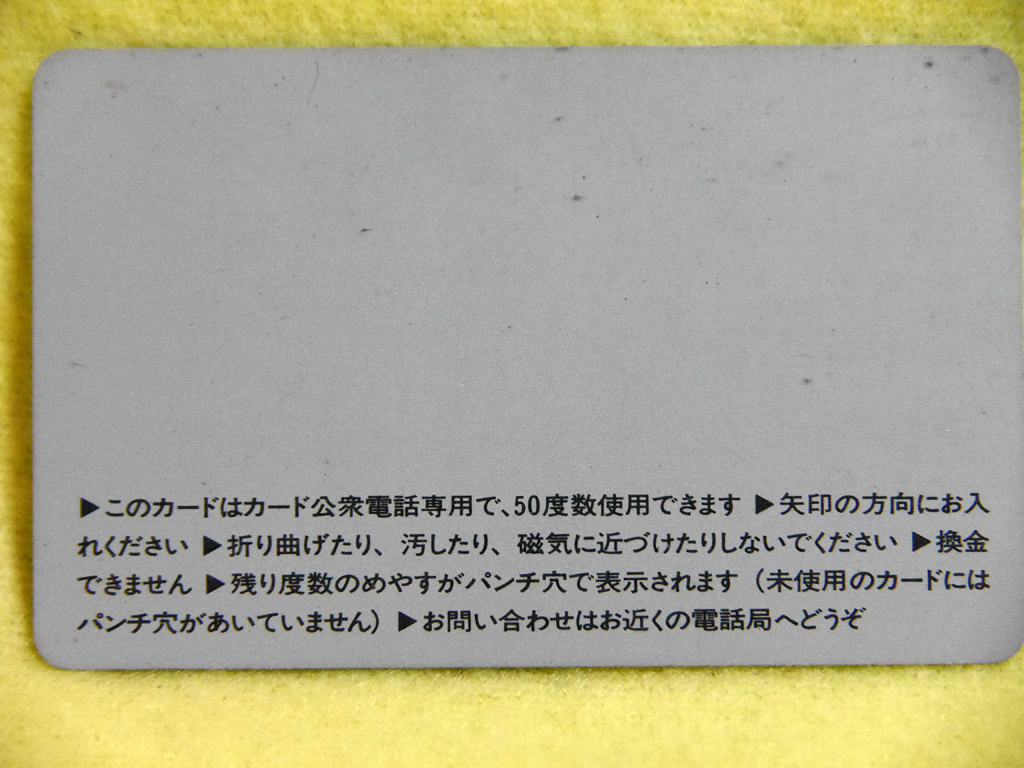 ▶このカードはカード公衆電話専用で、50度数使用できます ▶矢印の方向にお入
れください ▶折り曲げたり、汚したり、磁気に近づけたりしないでください ▶換金
できません ▶残り度数のめやすがパンチ穴で表示されます（未使用のカードには
パンチ穴があいていません）▶お問い合わせはお近くの電話局へどうぞ